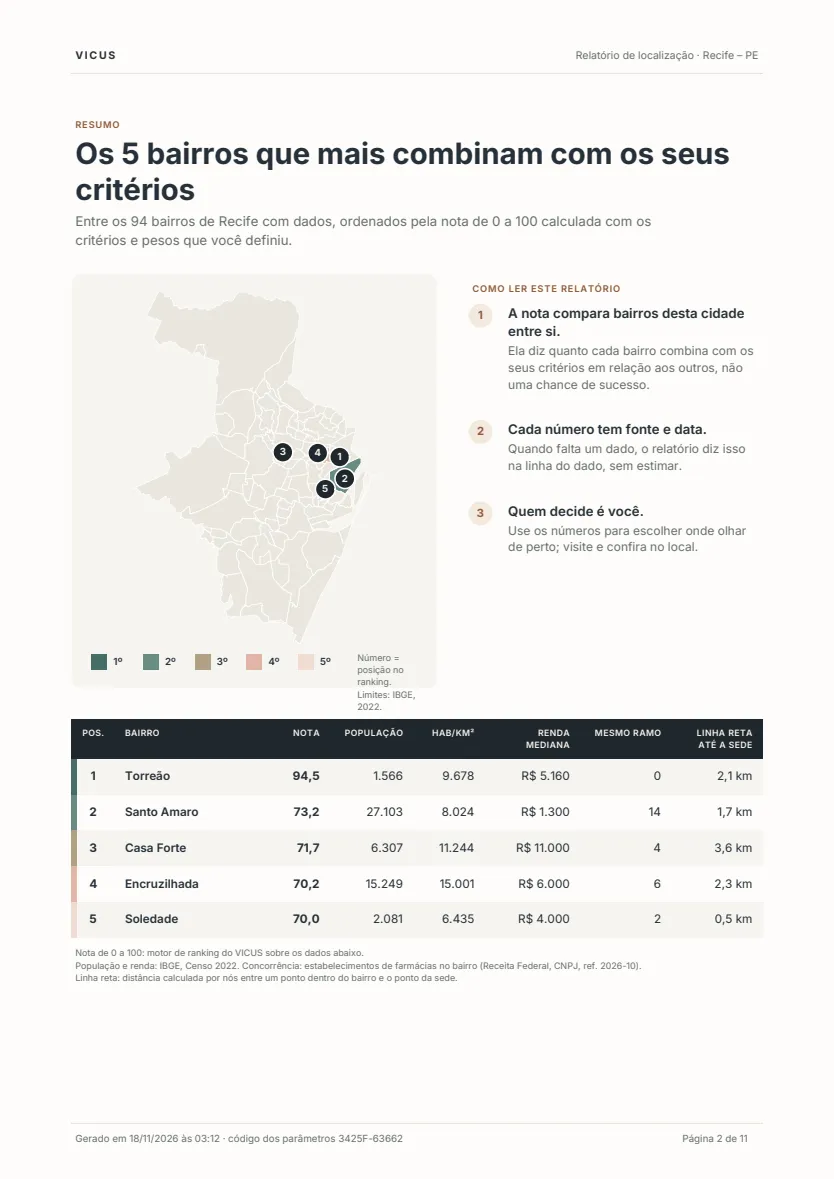 VICUS
Relatório de localização · Recife – PE
RESUMO
Os 5 bairros que mais combinam com os seus
critérios
Entre os 94 bairros de Recife com dados, ordenados pela nota de 0 a 100 calculada com os
critérios e pesos que você definiu.
3 4 1
2
5
1º 2º 3º 4º 5º
Número =
posição no
ranking.
Limites: IBGE,
2022.
COMO LER ESTE RELATÓRIO
1 A nota compara bairros desta cidade
entre si.
Ela diz quanto cada bairro combina com os
seus critérios em relação aos outros, não
uma chance de sucesso.
2 Cada número tem fonte e data.
Quando falta um dado, o relatório diz isso
na linha do dado, sem estimar.
3 Quem decide é você.
Use os números para escolher onde olhar
de perto; visite e confira no local.
POS. BAIRRO NOTA POPULAÇÃO HAB/KM² RENDA MEDIANA MESMO RAMO LINHA RETA ATÉ A SEDE
1 Torreão 94,5 1.566 9.678 R$ 5.160 0 2,1 km
2 Santo Amaro 73,2 27.103 8.024 R$ 1.300 14 1,7 km
3 Casa Forte 71,7 6.307 11.244 R$ 11.000 4 3,6 km
4 Encruzilhada 70,2 15.249 15.001 R$ 6.000 6 2,3 km
5 Soledade 70,0 2.081 6.435 R$ 4.000 2 0,5 km
Nota de 0 a 100: motor de ranking do VICUS sobre os dados abaixo.
População e renda: IBGE, Censo 2022. Concorrência: estabelecimentos de farmácias no bairro (Receita Federal, CNPJ, ref. 2026-10).
Linha reta: distância calculada por nós entre um ponto dentro do bairro e o ponto da sede.
Gerado em 18/11/2026 às 03:12 · código dos parâmetros 3425F-63662
Página 2 de 11